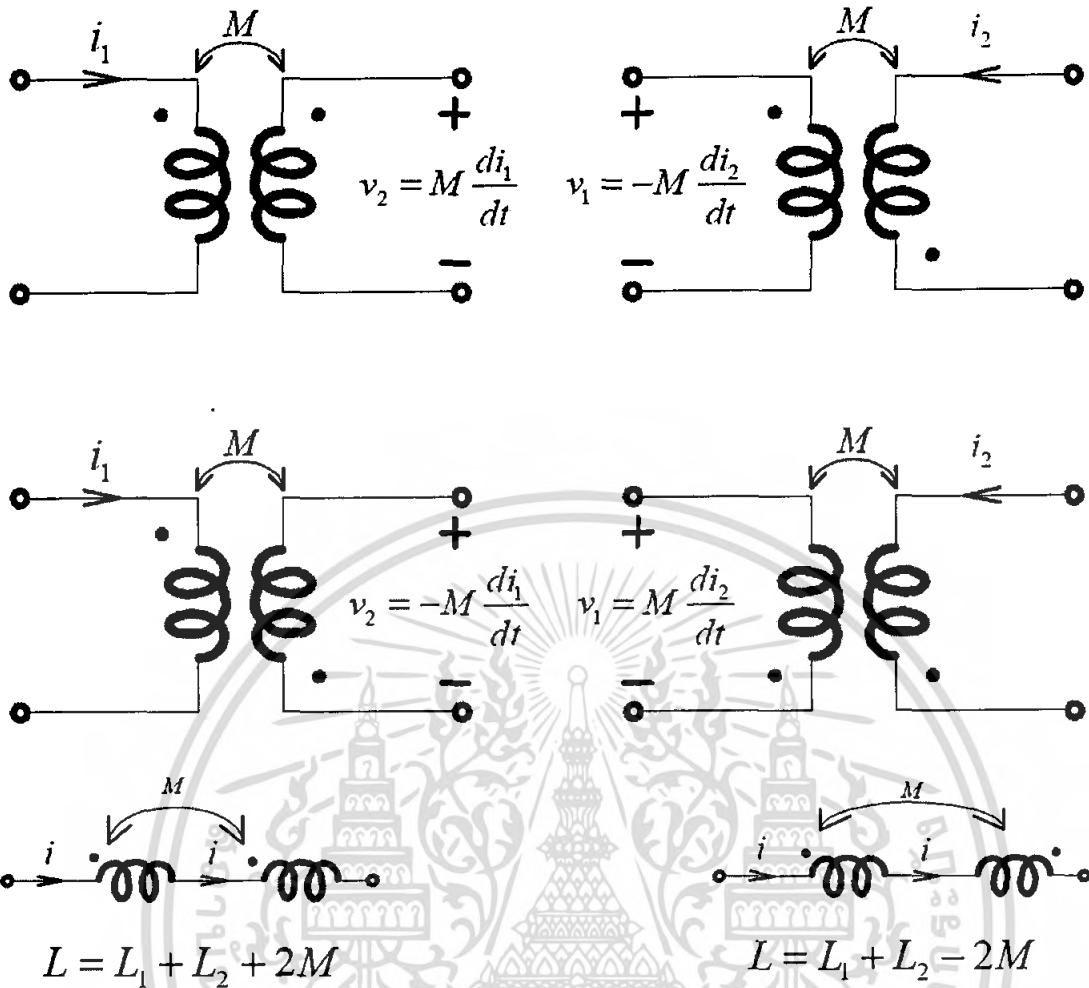 i₁ M M i₂
+ +
v₂ = M di₁/dt v₁ = -M di₂/dt
− −
i₁ M M i₂
+ +
v₂ = -M di₁/dt v₁ = M di₂/dt
− −
M M
i i i i
L = L₁ + L₂ + 2M L = L₁ + L₂ - 2M